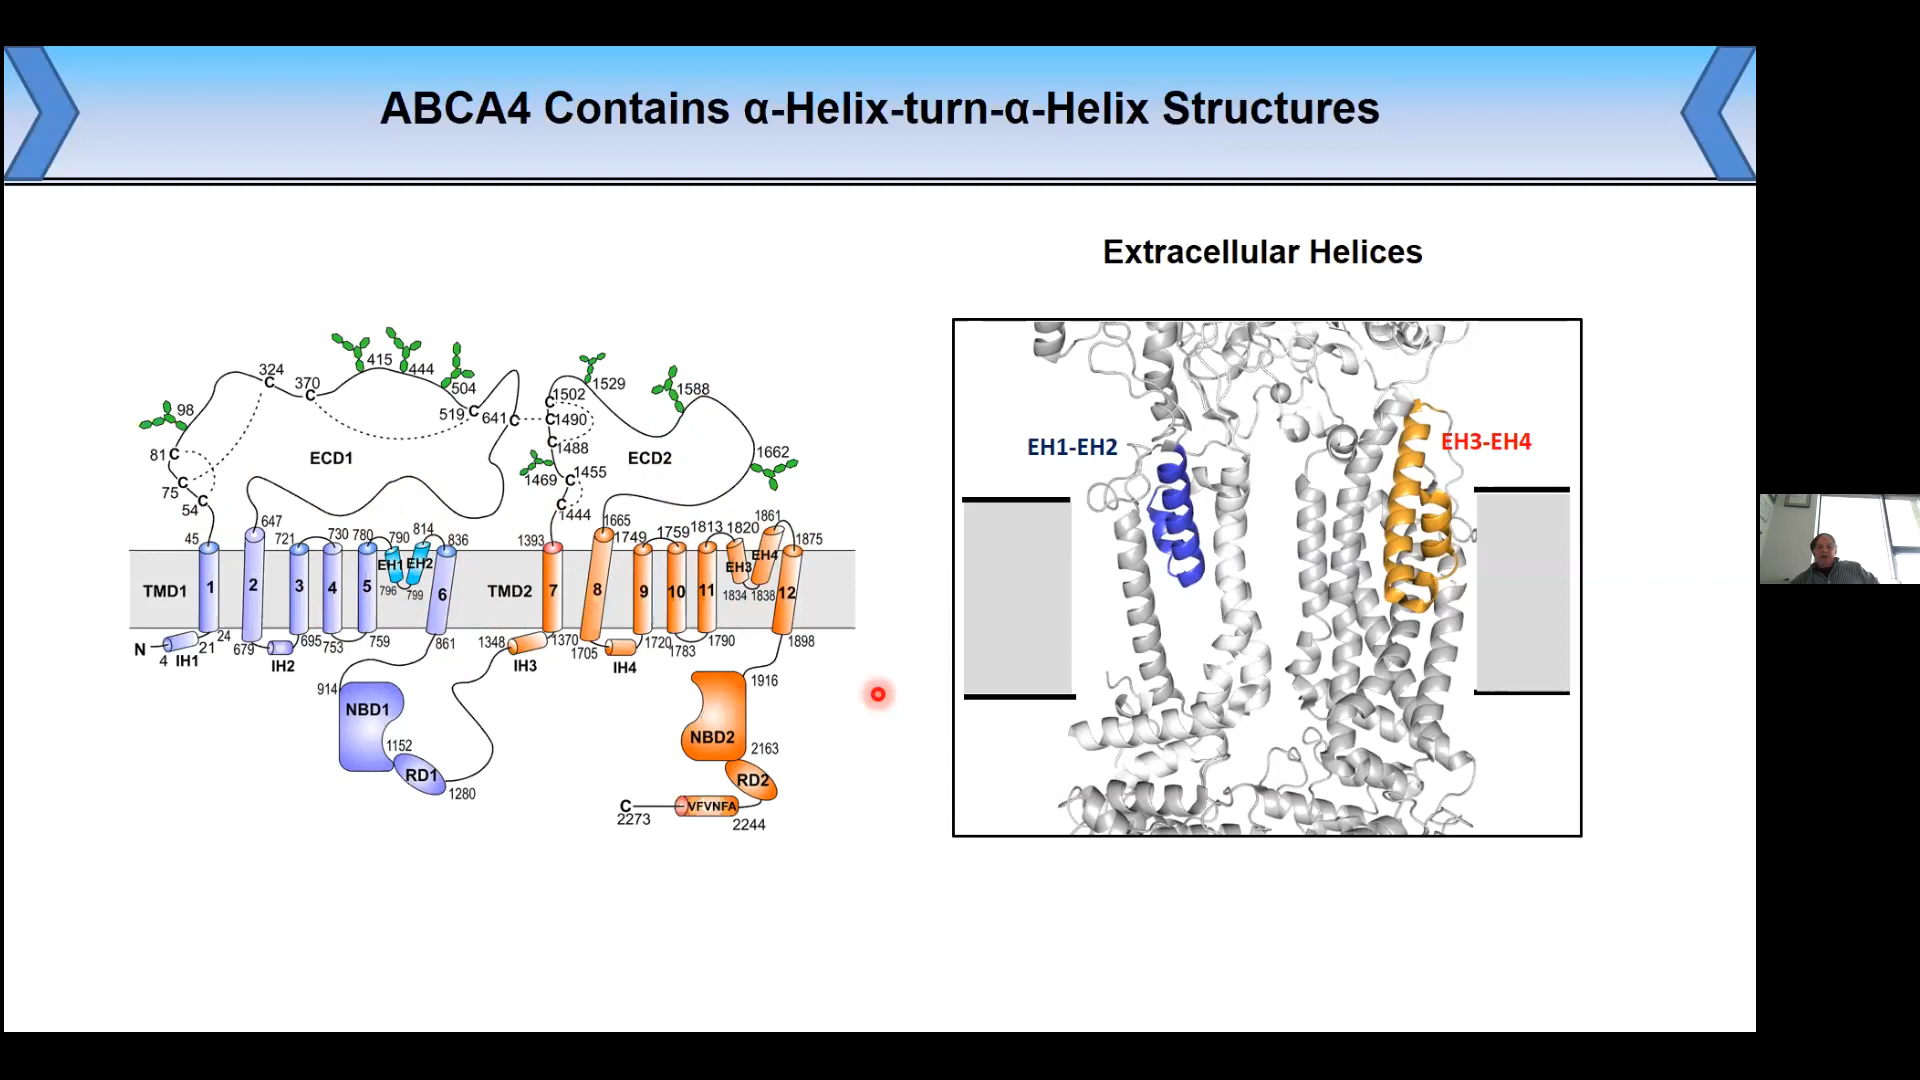 ABCA4 Contains α-Helix-turn-α-Helix Structures
Extracellular Helices
324
370
415
444
504
98
519
641
81
75
54
C
C
C
C
C
C
C
C
C
C
C
C
ECD1
1502
1490
1488
1469
1455
1444
1529
1588
1662
ECD2
45
647
721
730
780
790
814
836
1393
1665
1749
1759
1813
1820
1861
1875
TMD1
1
2
3
4
5
EH1
EH2
796
799
6
TMD2
7
8
9
10
11
EH3
EH4
1834
1838
12
N
4
IH1
21
24
679
IH2
695
753
759
861
1348
IH3
1370
1705
IH4
1720
1783
1790
1898
914
NBD1
1152
RD1
1280
1916
NBD2
2163
RD2
C
2273
VFVNFA
2244
EH1-EH2
EH3-EH4